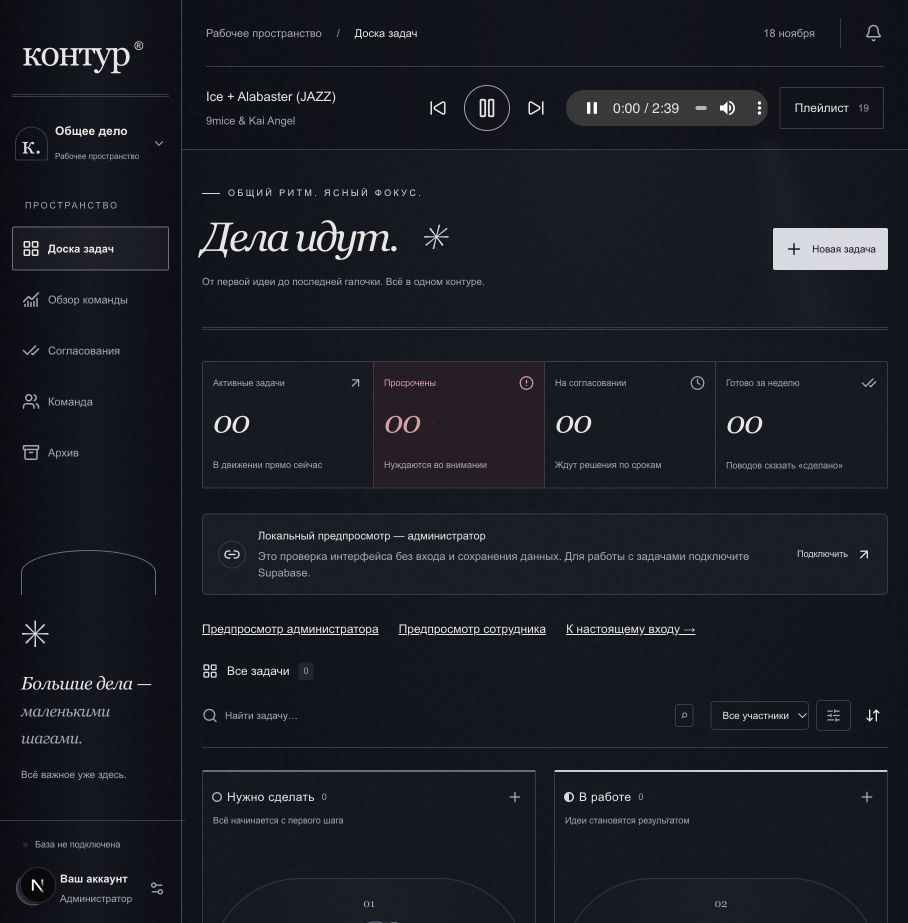 контур®
Рабочее пространство / Доска задач
18 ноября
Ice + Alabaster (JAZZ)
9mice & Kai Angel
0:00 / 2:39
Плейлист 19
к.
Общее дело
Рабочее пространство
ПРОСТРАНСТВО
Доска задач
Обзор команды
Согласования
Команда
Архив
ОБЩИЙ РИТМ. ЯСНЫЙ ФОКУС.
Дела идут.
От первой идеи до последней галочки. Всё в одном контуре.
Новая задача
Активные задачи
00
В движении прямо сейчас
Просрочены
00
Нуждаются во внимании
На согласовании
00
Ждут решения по срокам
Готово за неделю
00
Поводов сказать «сделано»
Локальный предпросмотр — администратор
Это проверка интерфейса без входа и сохранения данных. Для работы с задачами подключите
Supabase.
Подключить
Предпросмотр администратора
Предпросмотр сотрудника
К настоящему входу →
Все задачи 0
Найти задачу...
Все участники
Нужно сделать 0
Всё начинается с первого шага
01
В работе 0
Идеи становятся результатом
02
Большие дела —
маленькими
шагами.
Всё важное уже здесь.
База не подключена
N
Ваш аккаунт
Администратор